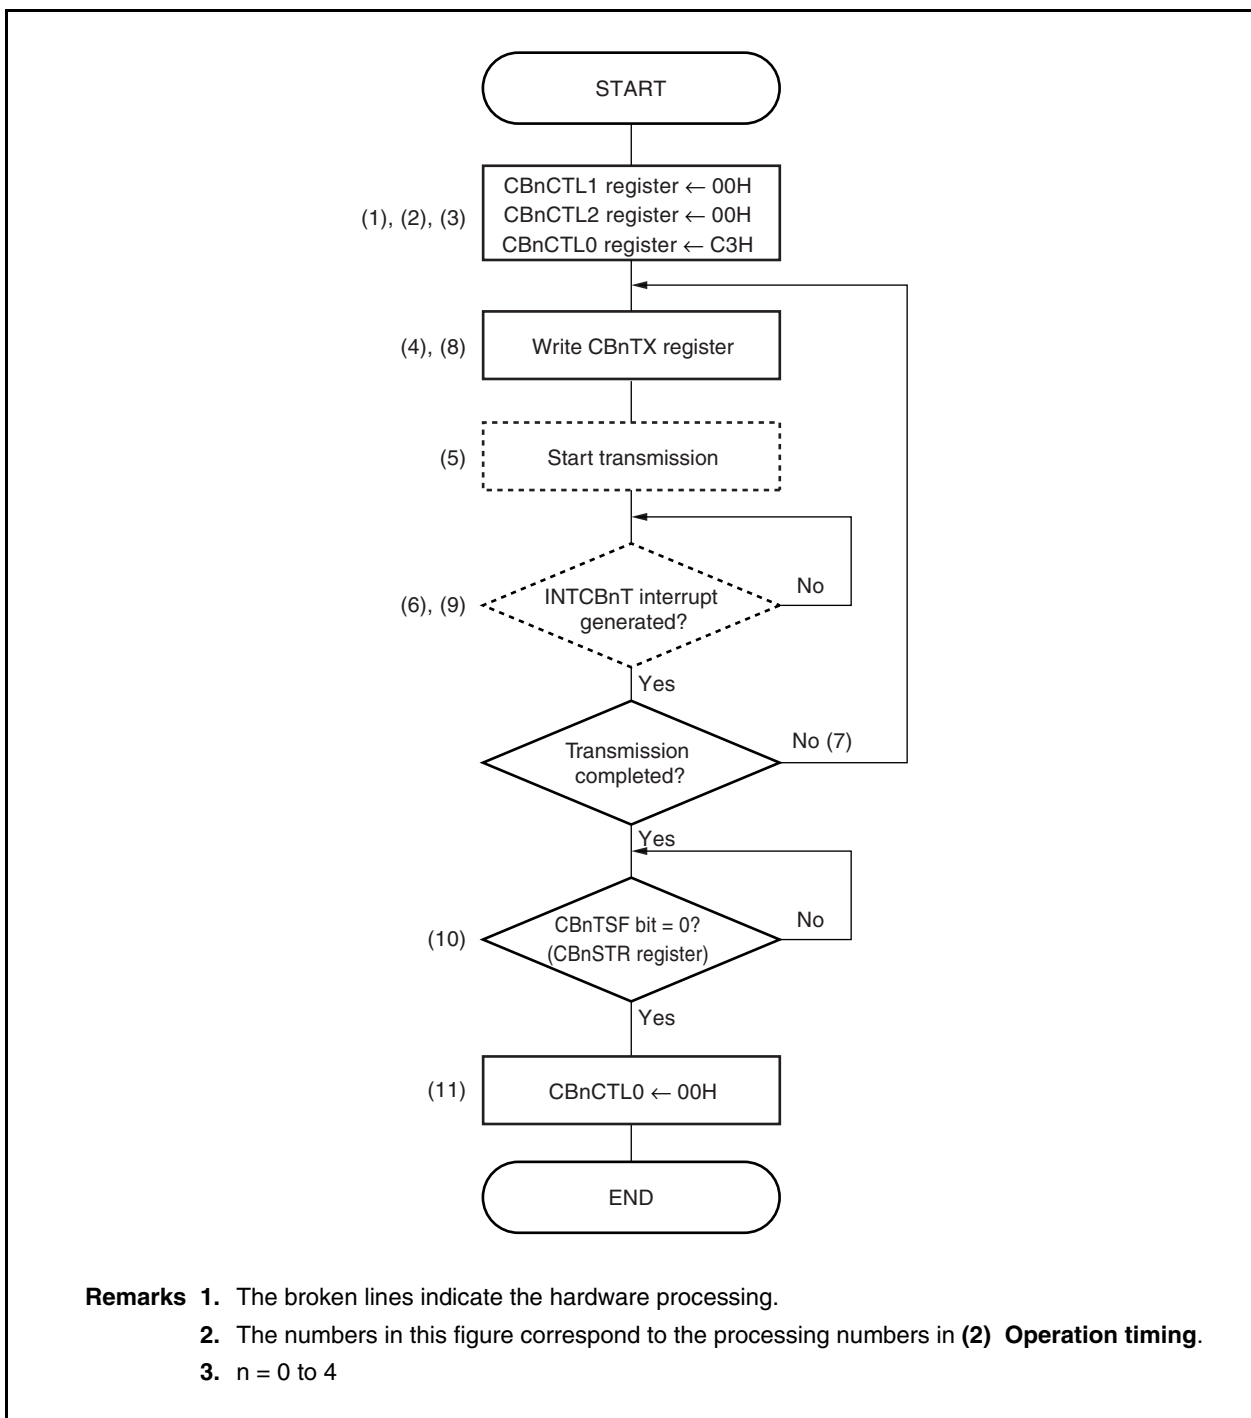 START
(1), (2), (3)
CBnCTL1 register ← 00H
CBnCTL2 register ← 00H
CBnCTL0 register ← C3H
(4), (8)
Write CBnTX register
(5)
Start transmission
(6), (9)
INTCBnT interrupt
generated?
No
Yes
Transmission
completed?
No (7)
Yes
(10)
CBnTSF bit = 0?
(CBnSTR register)
No
Yes
(11)
CBnCTL0 ← 00H
END
Remarks 1. The broken lines indicate the hardware processing.
2. The numbers in this figure correspond to the processing numbers in (2) Operation timing.
3. n = 0 to 4